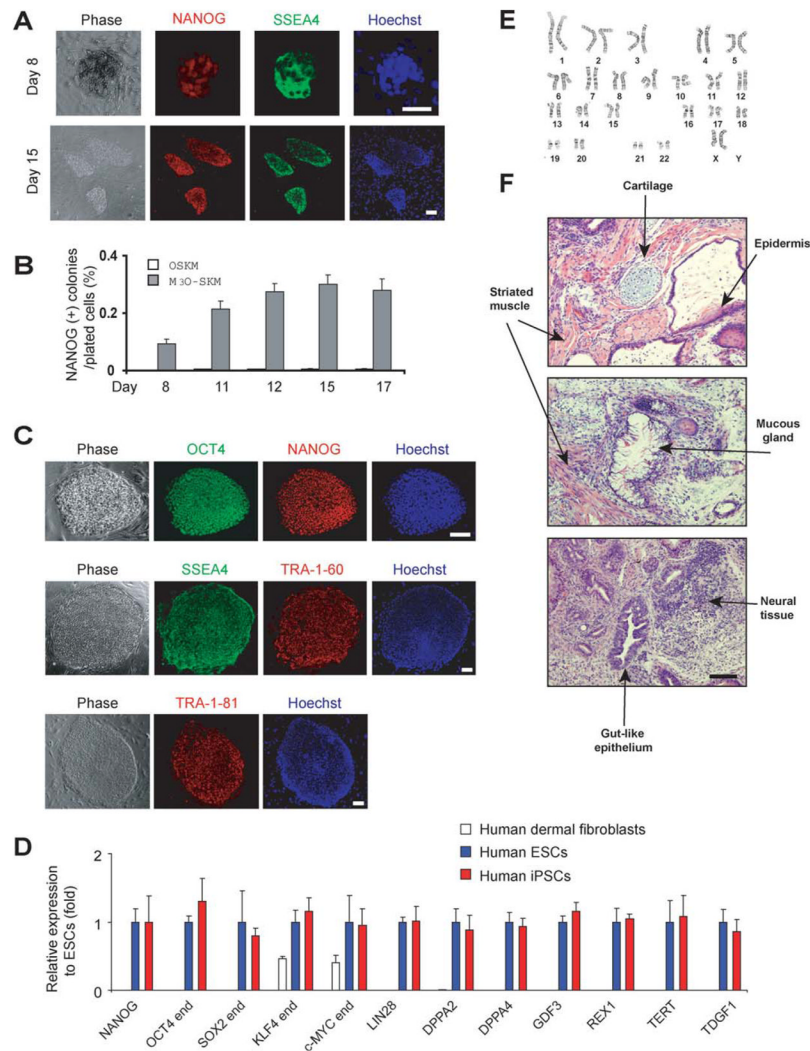 A
Phase NANOG SSEA4 Hoechst
Day 8
Day 15
B
NANOG (+) colonies
/plated cells (%)
0.4
0.2
0
OSKM
M3O-SKM
Day 8 11 12 15 17
C
Phase OCT4 NANOG Hoechst
Phase SSEA4 TRA-1-60 Hoechst
Phase TRA-1-81 Hoechst
D
Relative expression
to ESCs (fold)
2
1
0
Human dermal fibroblasts
Human ESCs
Human iPSCs
NANOG
OCT4 end
SOX2 end
KLF4 end
c-MYC end
LIN28
DPPA2
DPPA4
GDF3
REX1
TERT
TDGF1
E
1 2 3 4 5
6 7 8 9 10 11 12
13 14 15 16 17 18
19 20 21 22 X Y
F
Cartilage
Epidermis
Striated
muscle
Mucous
gland
Neural
tissue
Gut-like
epithelium